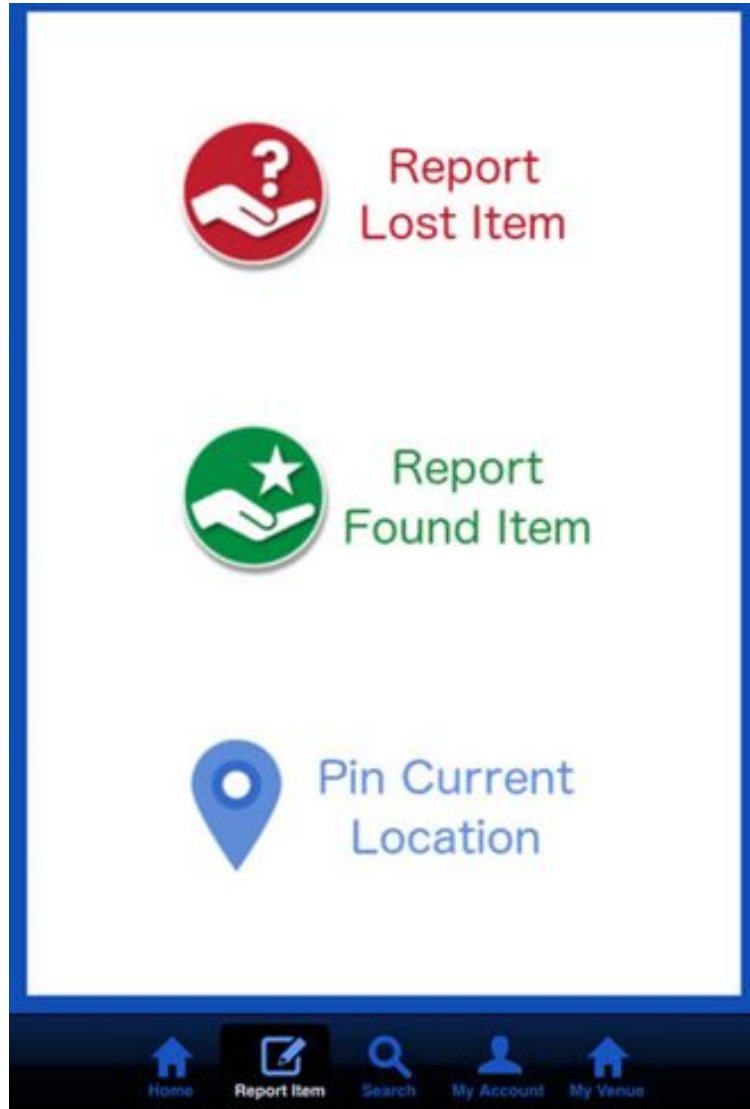 Report
Lost Item
Report
Found Item
Pin Current
Location
Home
Report Item
Search
My Account
My Venue